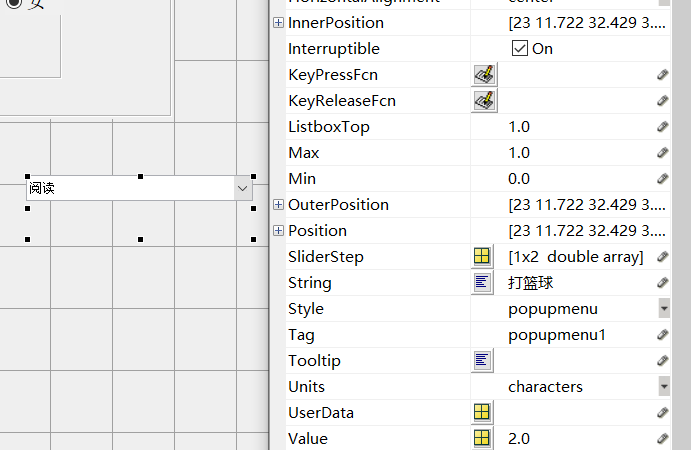 女
HorizontalAlignment center
InnerPosition [23 11.722 32.429 3....
Interruptible On
KeyPressFcn
KeyReleaseFcn
ListboxTop 1.0
Max 1.0
阅读
Min 0.0
OuterPosition [23 11.722 32.429 3....
Position [23 11.722 32.429 3....
SliderStep [1x2 double array]
String 打篮球
Style popupmenu
Tag popupmenu1
Tooltip
Units characters
UserData
Value 2.0